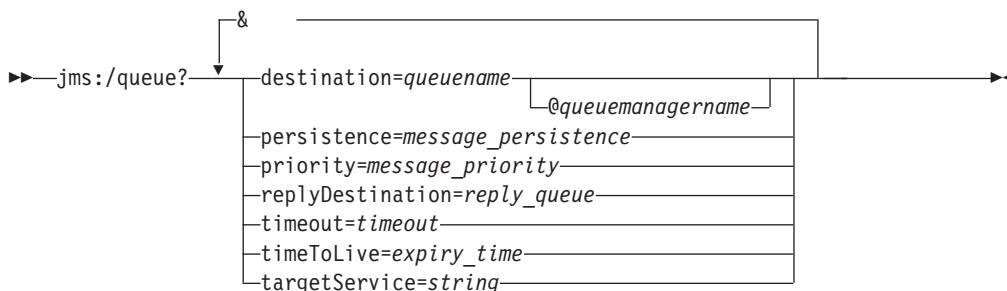 &
jms:/queue? destination=queuename
@queuemanagername
persistence=message_persistence
priority=message_priority
replyDestination=reply_queue
timeout=timeout
timeToLive=expiry_time
targetService=string